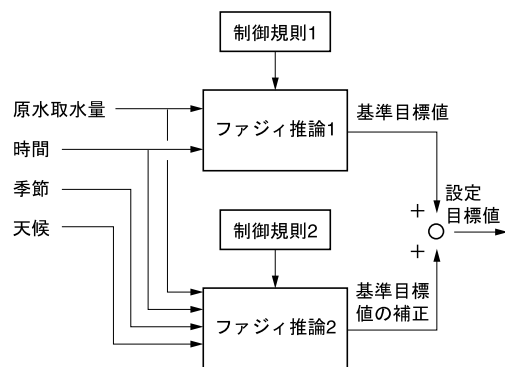 制御規則1
原水取水量
ファジィ推論1
基準目標値
時間
季節
設定
目標値
天候
+
+
制御規則2
基準目標
値の補正
ファジィ推論2